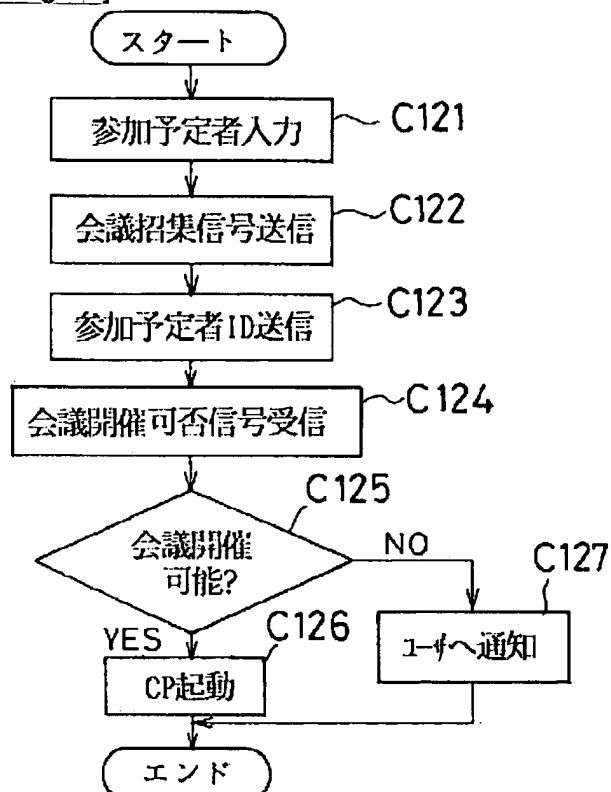 スタート
参加予定者入力
C121
会議招集信号送信
C122
参加予定者ID送信
C123
会議開催可否信号受信
C124
C125
会議開催
可能?
NO
C127
YES
C126
CP起動
ユーザへ通知
エンド